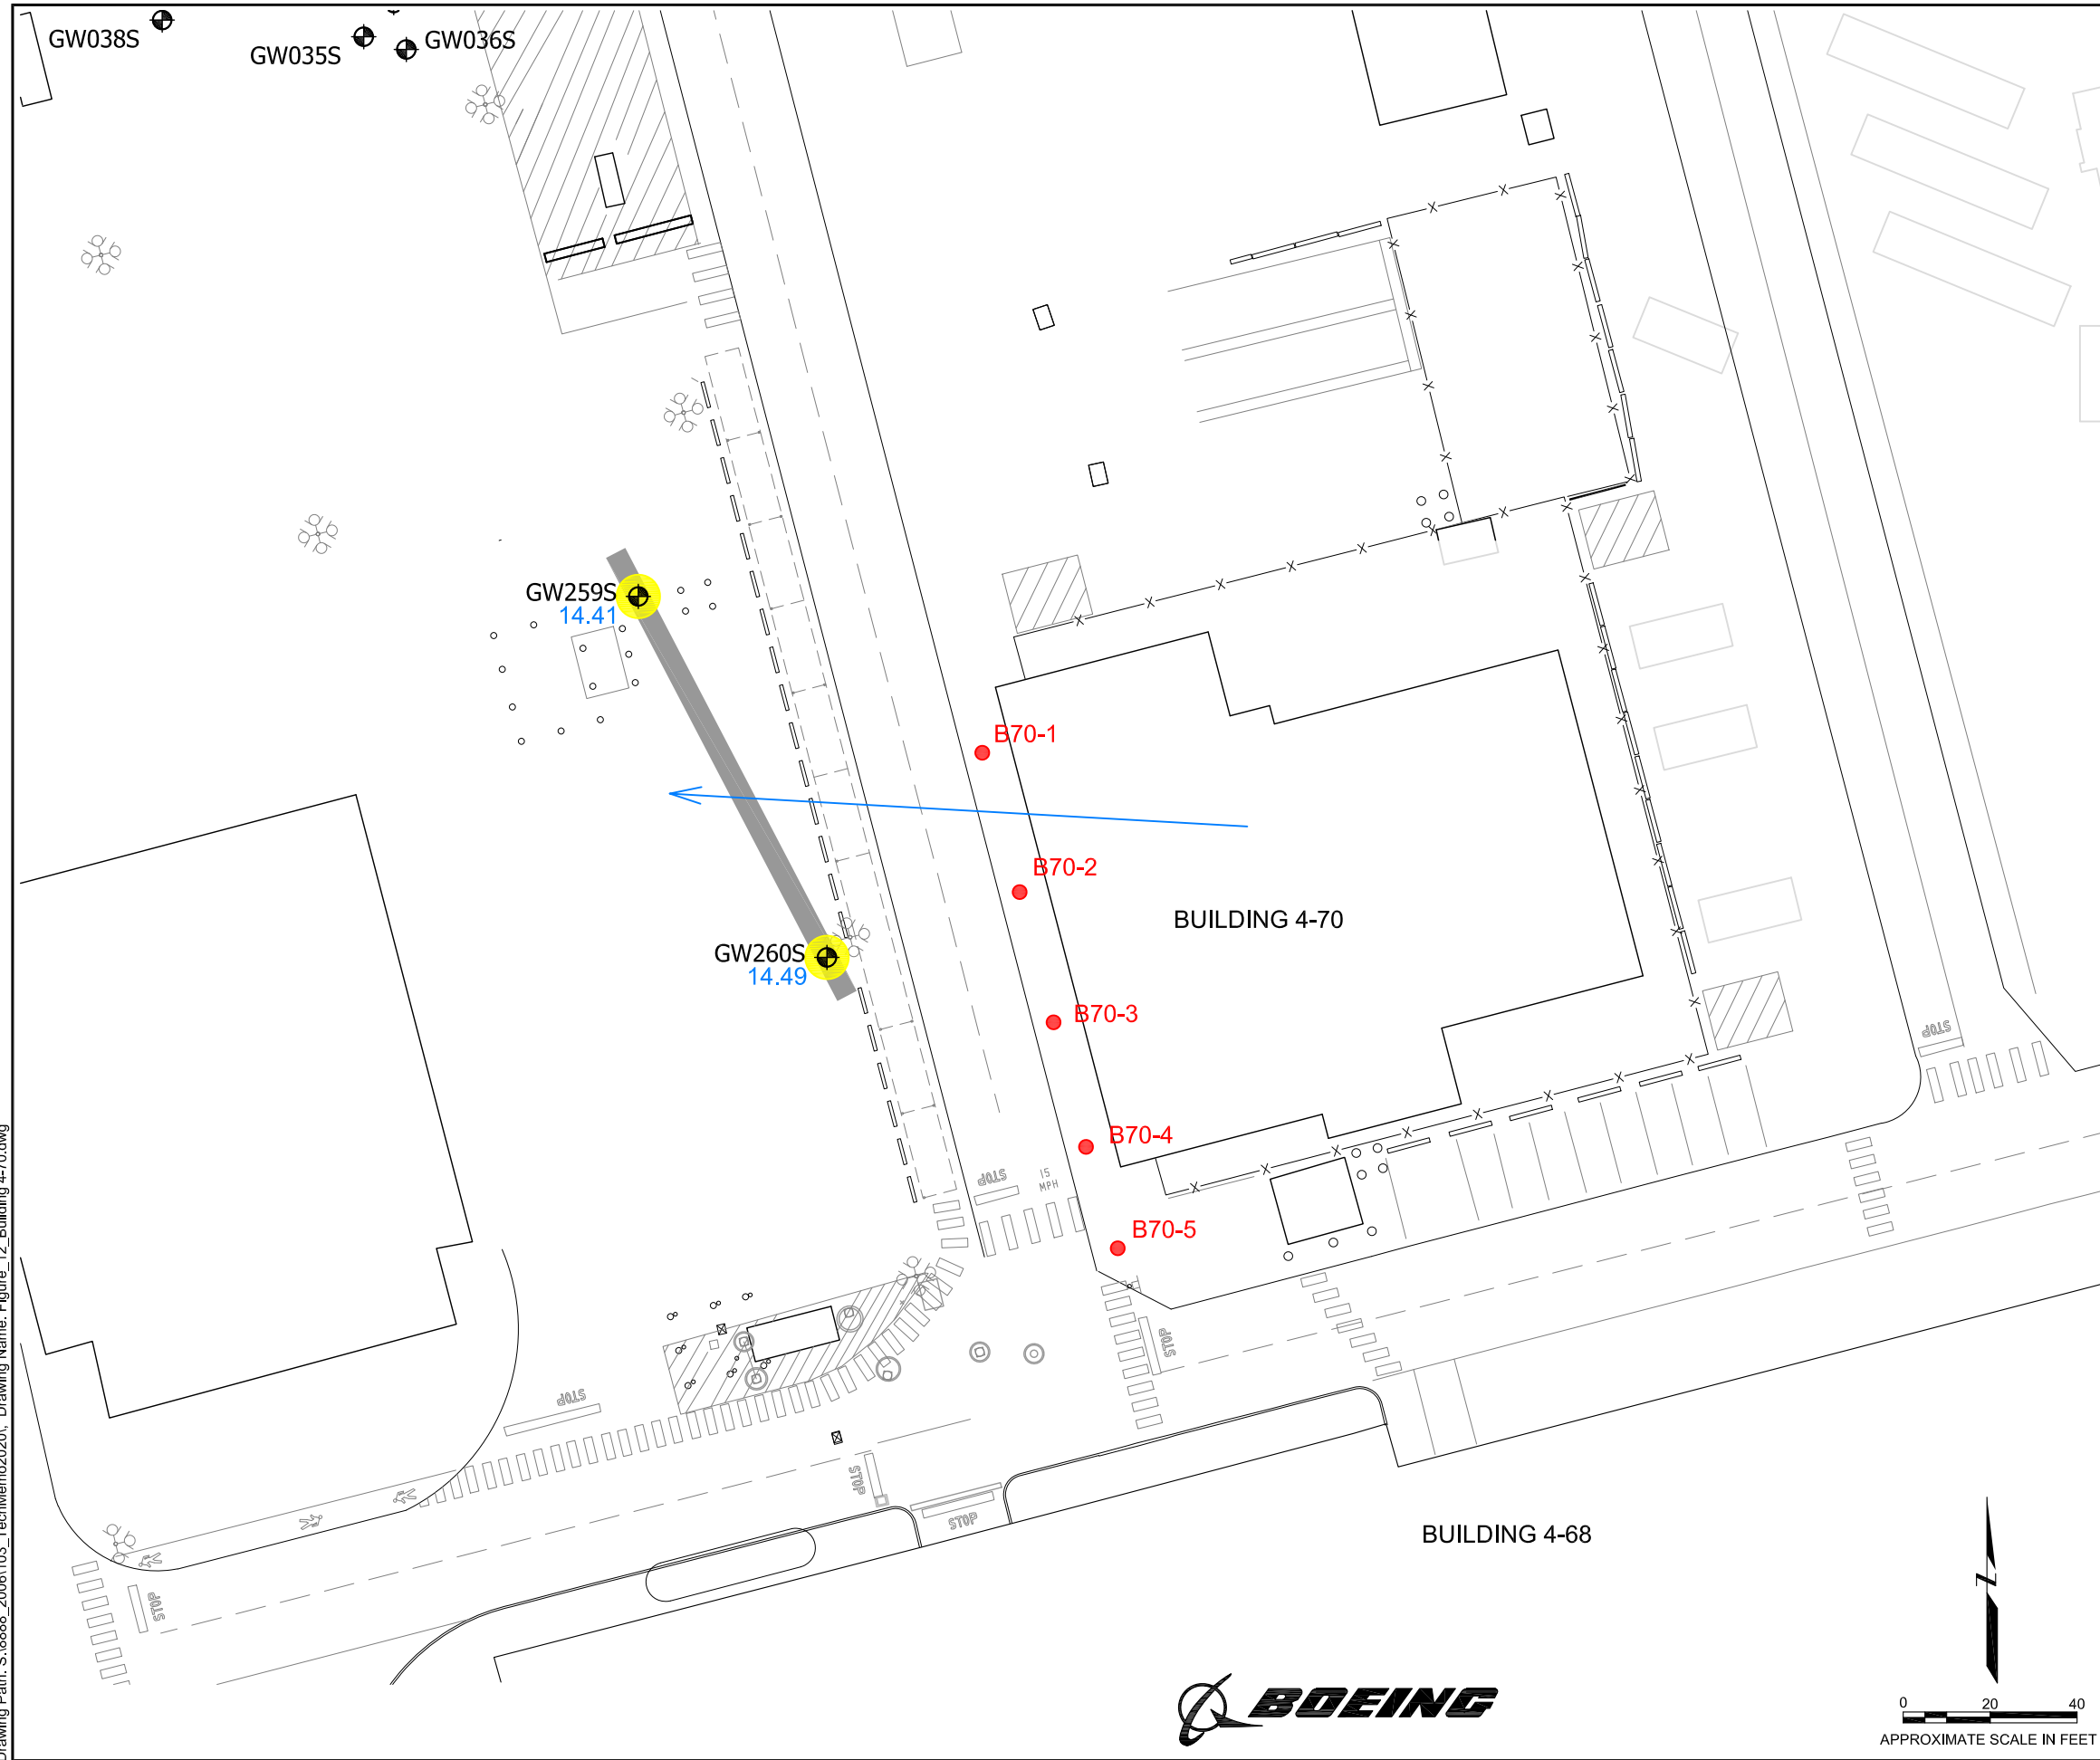 GW038S
GW035S
GW036S
GW259S
14.41
B70-1
B70-2
BUILDING 4-70
GW260S
14.49
B70-3
STOP
B70-4
STOP
15
MPH
B70-5
STOP
STOP
STOP
STOP
STOP
BUILDING 4-68
N
BOEING
0 20 40
APPROXIMATE SCALE IN FEET